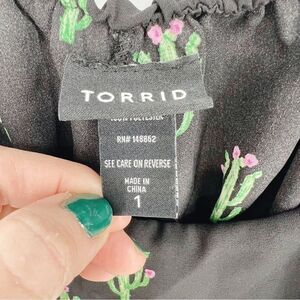 TORRID
100% POLYESTER
RN# 148862
SEE CARE ON REVERSE
MADE IN
CHINA
1